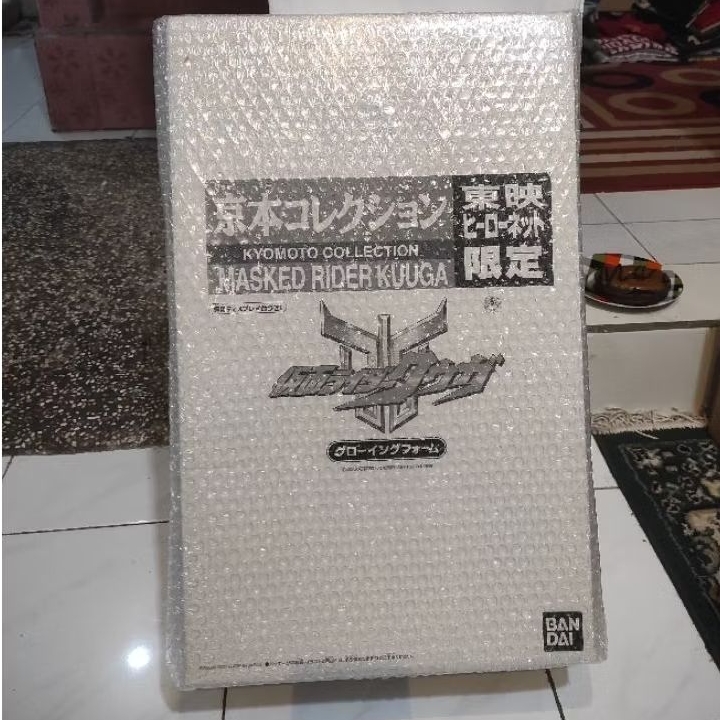 京本コレクション
KYOMOTO COLLECTION
MASKED RIDER KUUGA
東映
ヒーローネット
限定
仮面ライダークウガ
グローイングフォーム
BAN
DAI